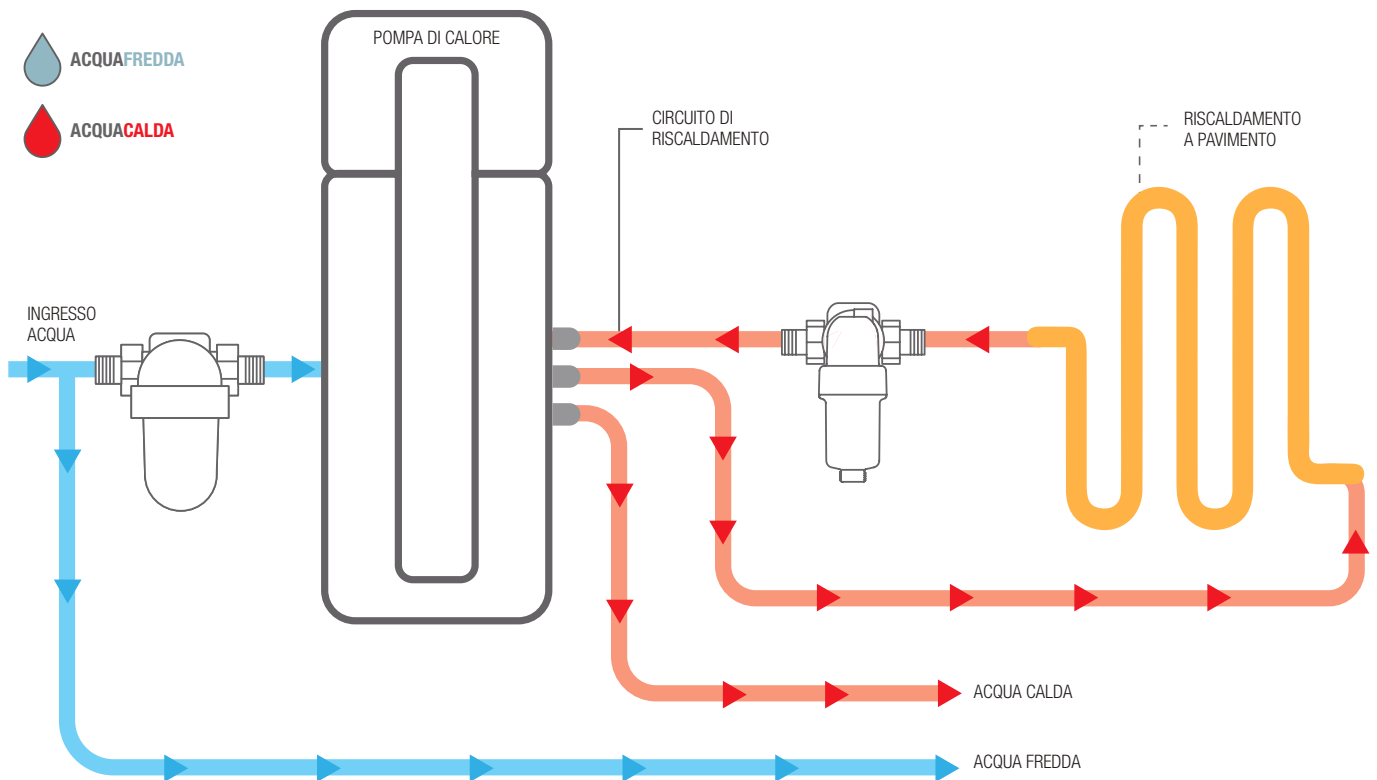 POMPA DI CALORE
ACQUAFREDDA
ACQUACALDA
CIRCUITO DI
RISCALDAMENTO
RISCALDAMENTO
A PAVIMENTO
INGRESSO
ACQUA
ACQUA CALDA
ACQUA FREDDA